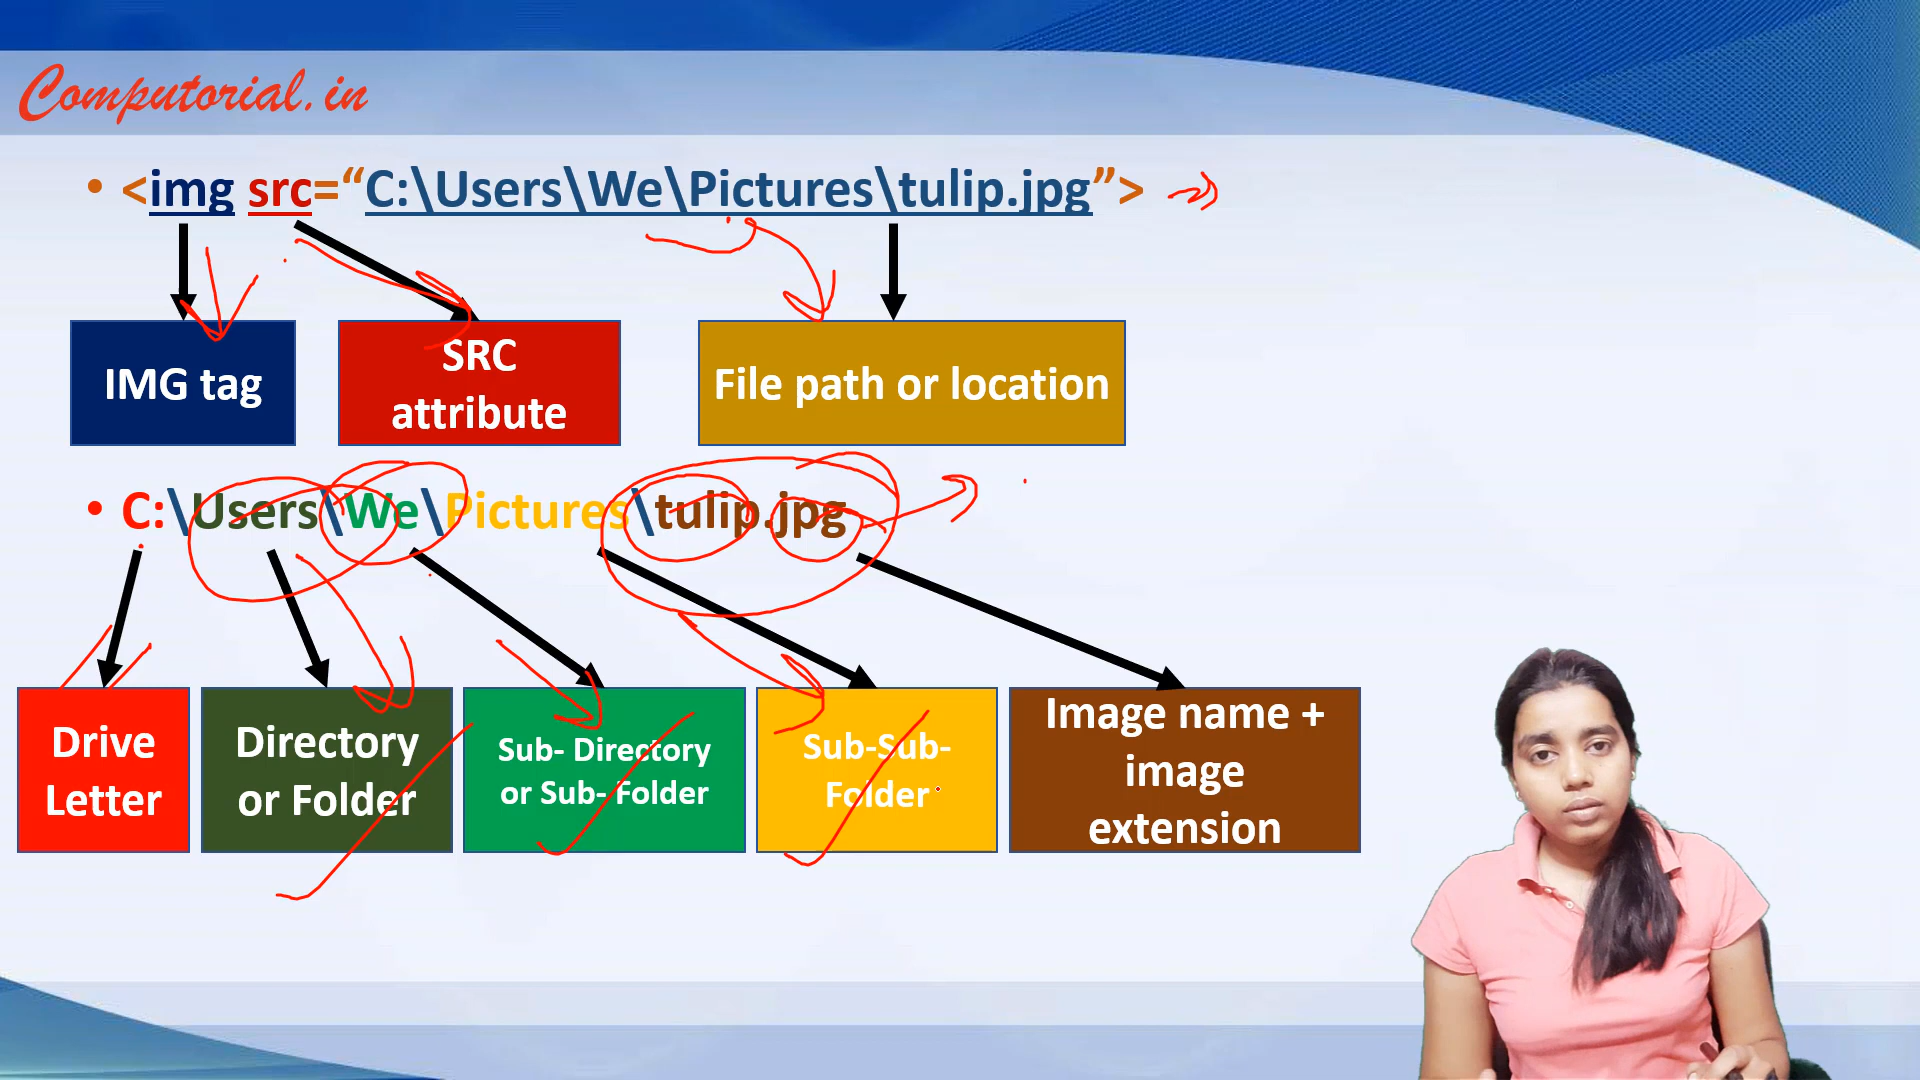 Computorial.in
• <img src=“C:\Users\We\Pictures\tulip.jpg”>
IMG tag
SRC
attribute
File path or location
• C:\Users\We\Pictures\tulip.jpg
Drive
Letter
Directory
or Folder
Sub- Directory
or Sub- Folder
Sub-Sub-
Folder
Image name +
image
extension